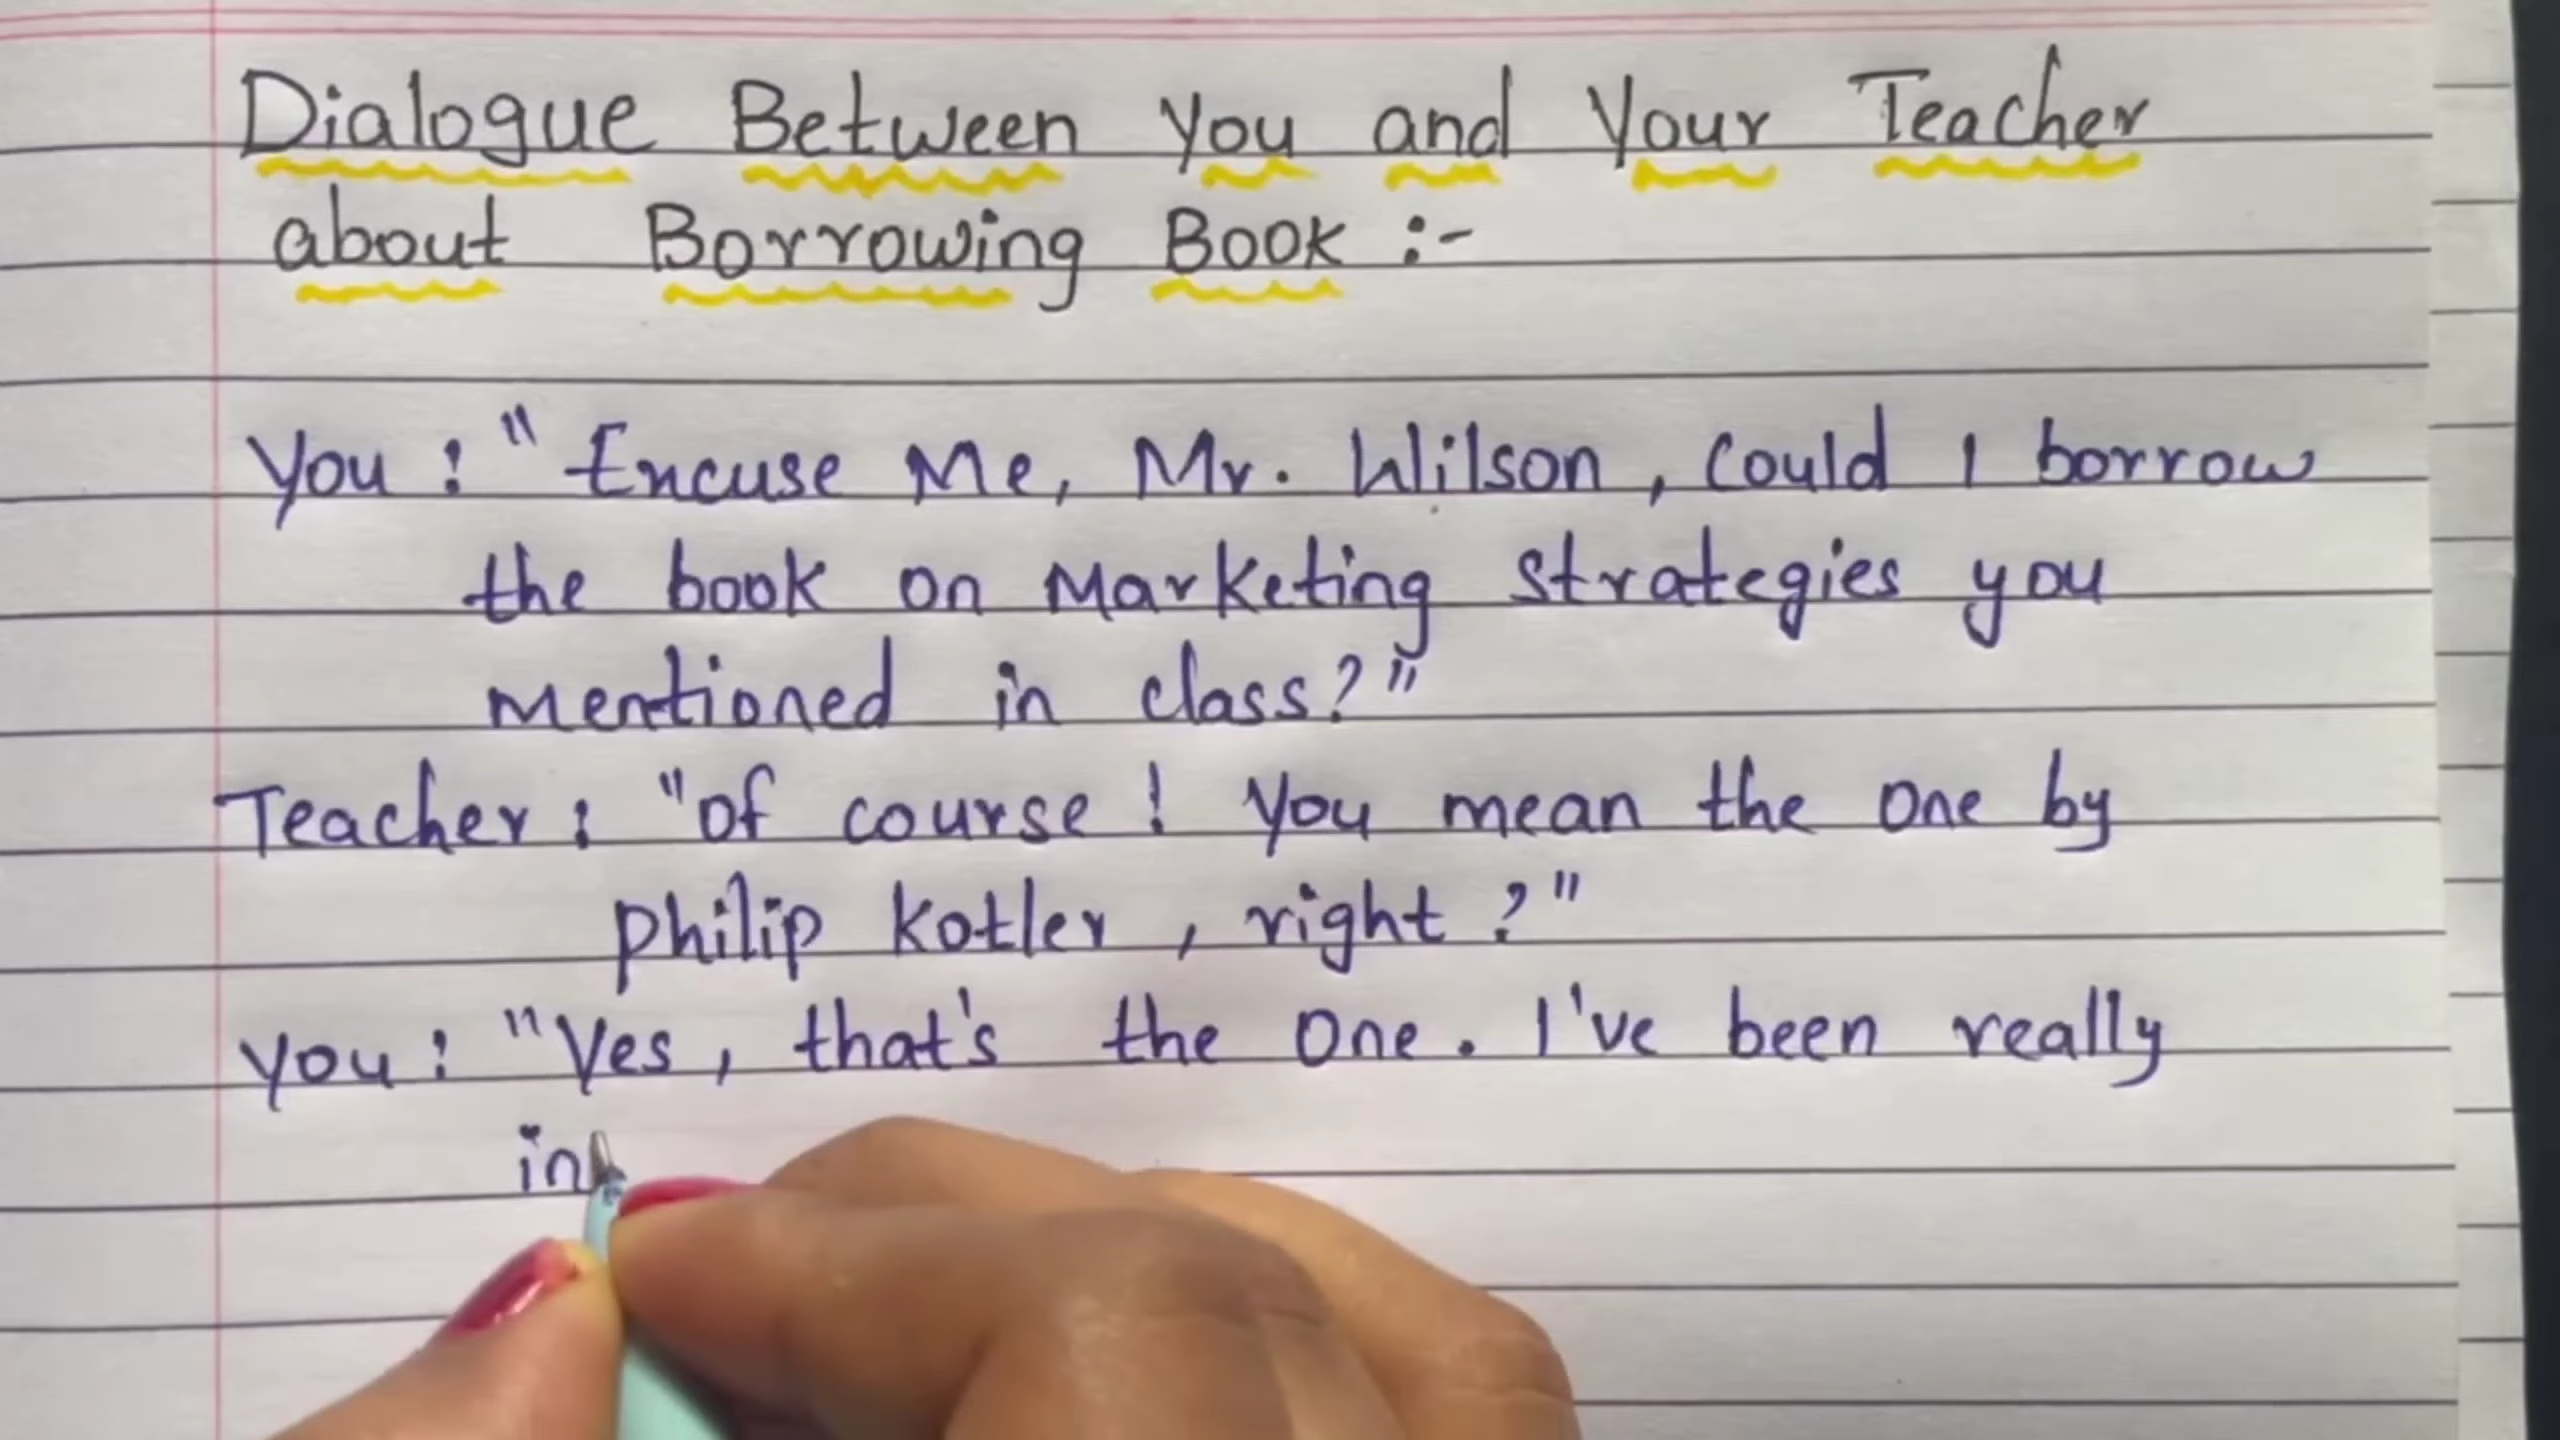 Dialogue Between You and Your Teacher
about Borrowing Book :-
You : "Excuse Me, Mr. Wilson, Could I borrow
the book on Marketing strategies you
mentioned in class?"
Teacher : "Of course ! You mean the one by
Philip Kotler, right ?"
You : "Yes, that's the one. I've been really
in